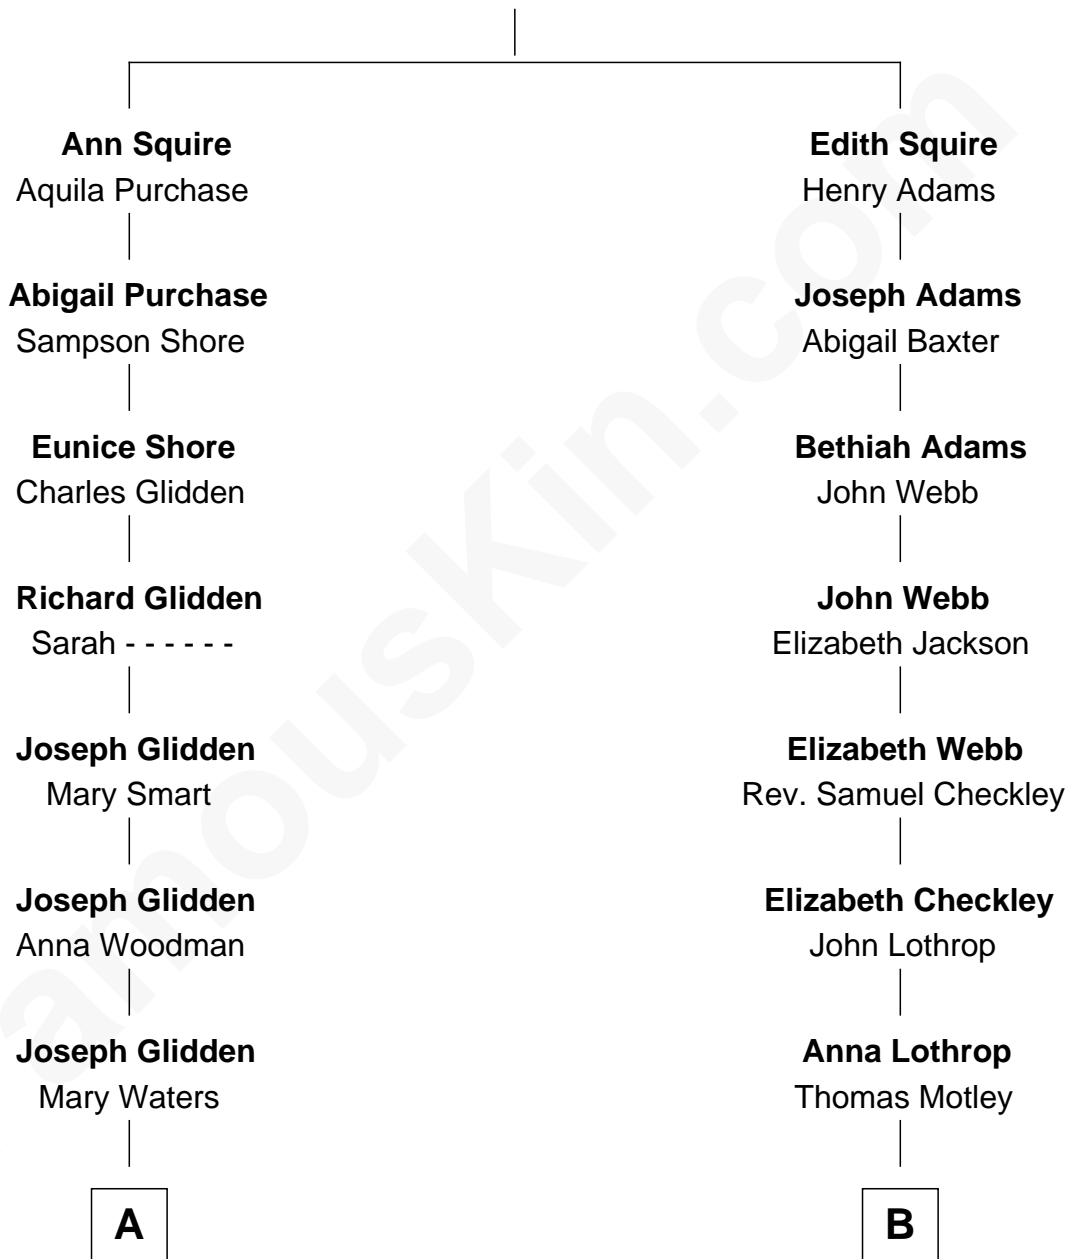 Ann Squire
Aquila Purchase
Abigail Purchase
Sampson Shore
Eunice Shore
Charles Glidden
Richard Glidden
Sarah - - - - - -
Joseph Glidden
Mary Smart
Joseph Glidden
Anna Woodman
Joseph Glidden
Mary Waters
A
Edith Squire
Henry Adams
Joseph Adams
Abigail Baxter
Bethiah Adams
John Webb
John Webb
Elizabeth Jackson
Elizabeth Webb
Rev. Samuel Checkley
Elizabeth Checkley
John Lothrop
Anna Lothrop
Thomas Motley
B
amouskin.com